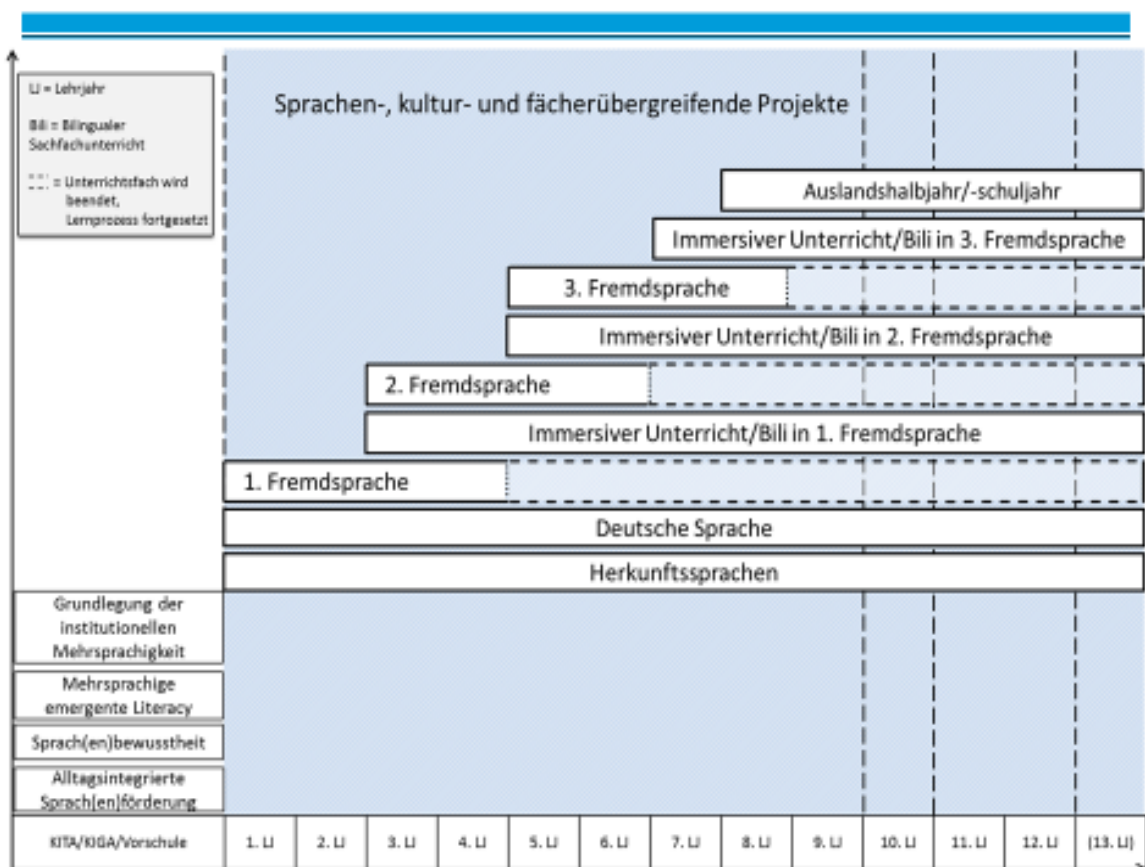 LJ = Lehrjahr
Bili = Bilingualer
Sachfachunterricht
= Unterrichtsfach wird
beendet,
Lernprozess fortgesetzt
Sprachen-, kultur- und fächerübergreifende Projekte
Auslandshalbjahr/-schuljahr
Immersiver Unterricht/Bili in 3. Fremdsprache
3. Fremdsprache
Immersiver Unterricht/Bili in 2. Fremdsprache
2. Fremdsprache
Immersiver Unterricht/Bili in 1. Fremdsprache
1. Fremdsprache
Deutsche Sprache
Herkunftssprachen
Grundlegung der
institutionellen
Mehrsprachigkeit
Mehrsprachige
emergente Literacy
Sprach(en)bewusstheit
Alltagsintegrierte
Sprach(en)förderung
KITA/KIGA/Vorschule 1. LJ 2. LJ 3. LJ 4. LJ 5. LJ 6. LJ 7. LJ 8. LJ 9. LJ 10. LJ 11. LJ 12. LJ (13. LJ)